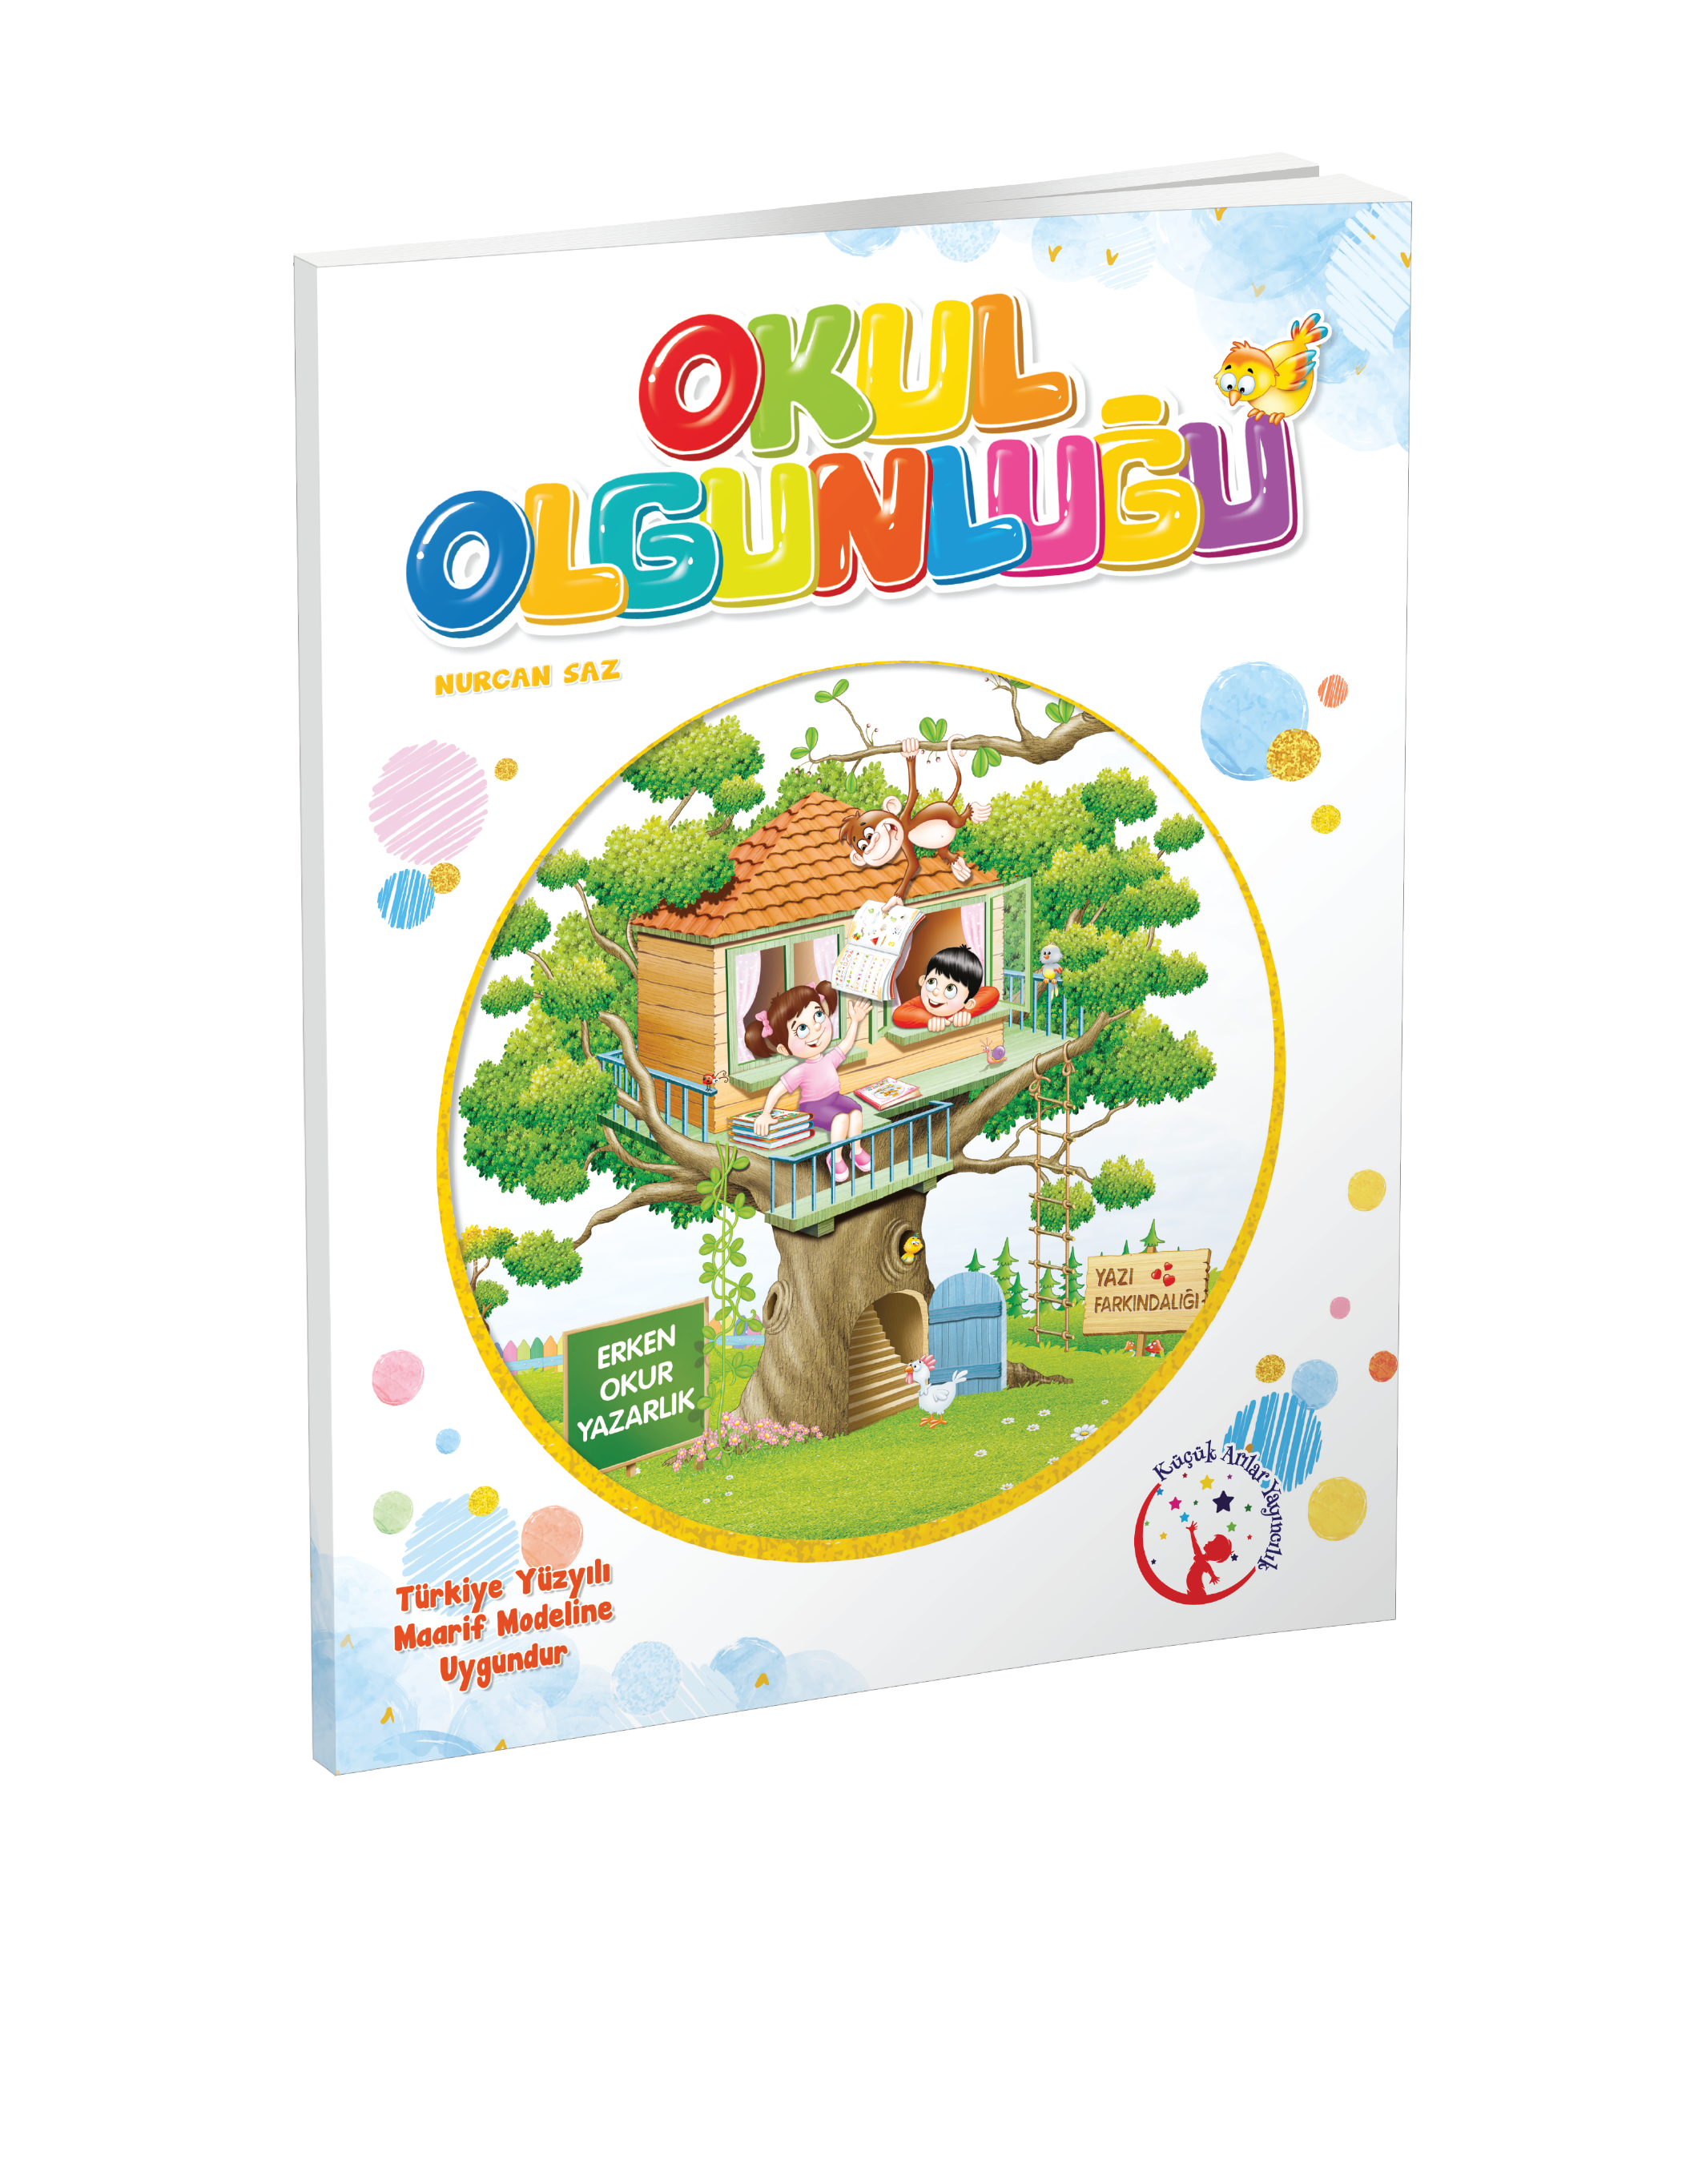 OKUL
OLGUNLUĞU
NURCAN SAZ
YAZI
FARKINDALIĞI
ERKEN
OKUR
YAZARLIK
Küçük Arılar Yayıncılık
Türkiye Yüzyılı
Maarif Modeline
Uygundur